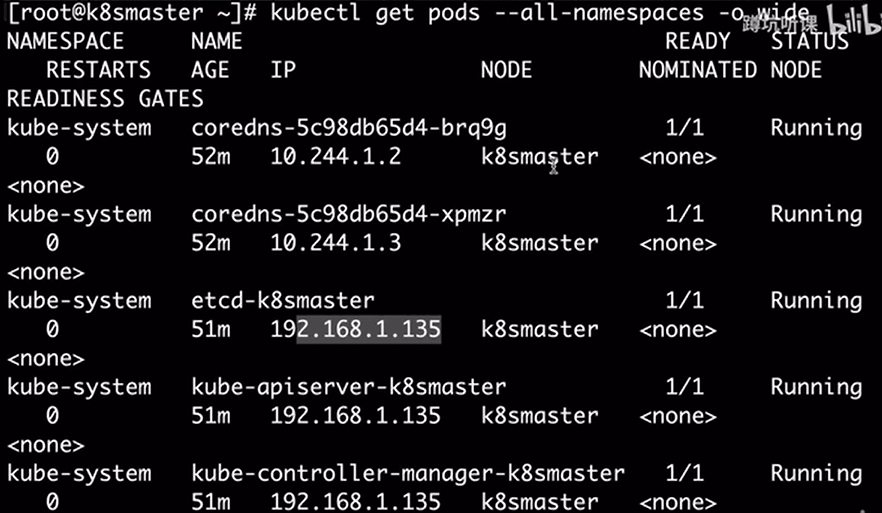 [root@k8smaster ~]# kubectl get pods --all-namespaces -o wide
蹲坑听课 bilibili
NAMESPACE NAME READY STATUS
RESTARTS AGE IP NODE NOMINATED NODE
READINESS GATES
kube-system coredns-5c98db65d4-brq9g 1/1 Running
0 52m 10.244.1.2 k8smaster <none>
<none>
kube-system coredns-5c98db65d4-xpmzr 1/1 Running
0 52m 10.244.1.3 k8smaster <none>
<none>
kube-system etcd-k8smaster 1/1 Running
0 51m 192.168.1.135 k8smaster <none>
<none>
kube-system kube-apiserver-k8smaster 1/1 Running
0 51m 192.168.1.135 k8smaster <none>
<none>
kube-system kube-controller-manager-k8smaster 1/1 Running
0 51m 192.168.1.135 k8smaster <none>